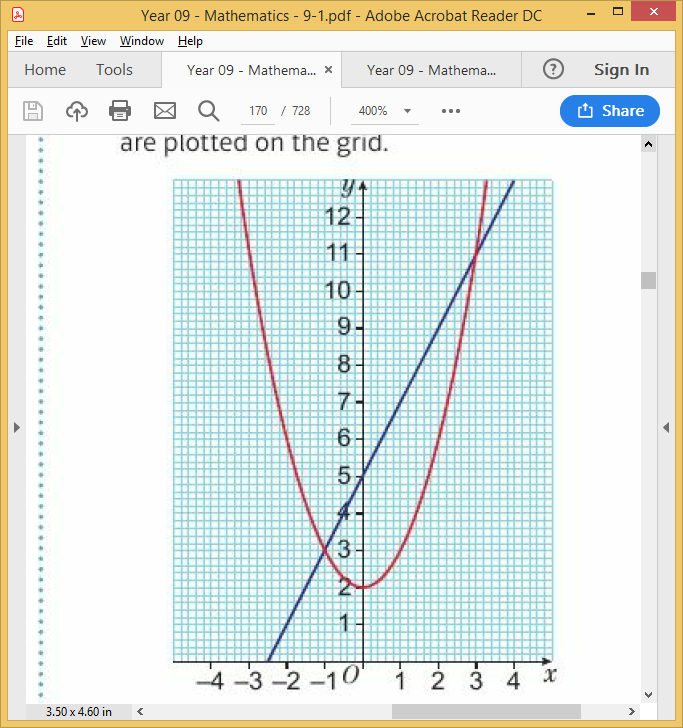 Year 09 - Mathematics - 9-1.pdf - Adobe Acrobat Reader DC
File Edit View Window Help
Home Tools Year 09 - Mathema... × Year 09 - Mathema... ? Sign In
170 / 728 400% Share
are plotted on the grid.
y
12
11
10
9
8
7
6
5
4
3
2
1
–4 –3 –2 –1 O 1 2 3 4 x
3.50 x 4.60 in